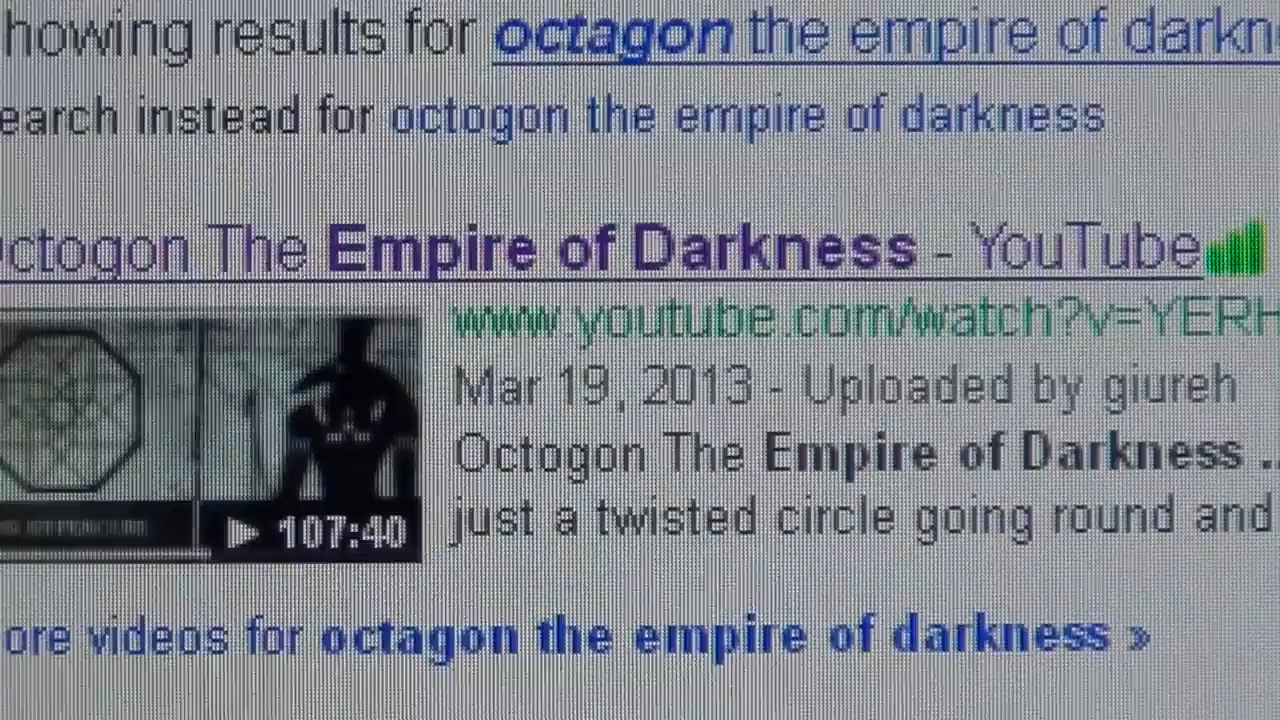 howing results for octagon the empire of darkn
earch instead for octogon the empire of darkness
Octogon The Empire of Darkness - YouTube
www.youtube.com/watch?v=YERH
Mar 19, 2013 - Uploaded by giureh
Octogon The Empire of Darkness ..
just a twisted circle going round and
107:40
ore videos for octagon the empire of darkness »